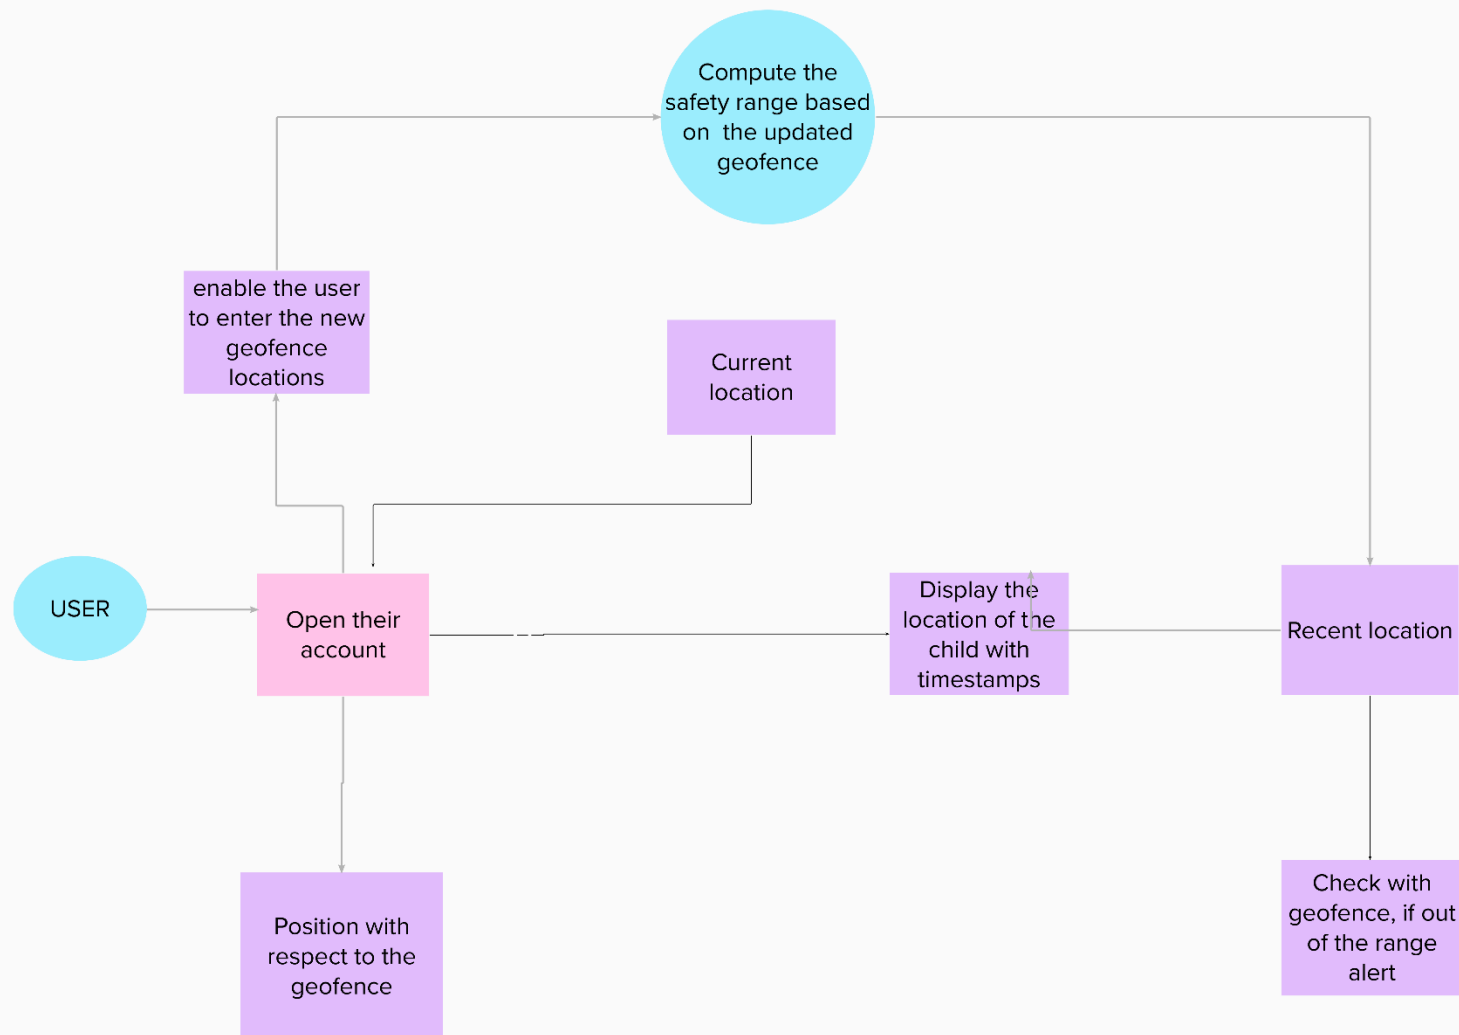 Compute the
safety range based
on the updated
geofence
enable the user
to enter the new
geofence
locations
Current
location
USER
Open their
account
Display the
location of the
child with
timestamps
Recent location
Position with
respect to the
geofence
Check with
geofence, if out
of the range
alert